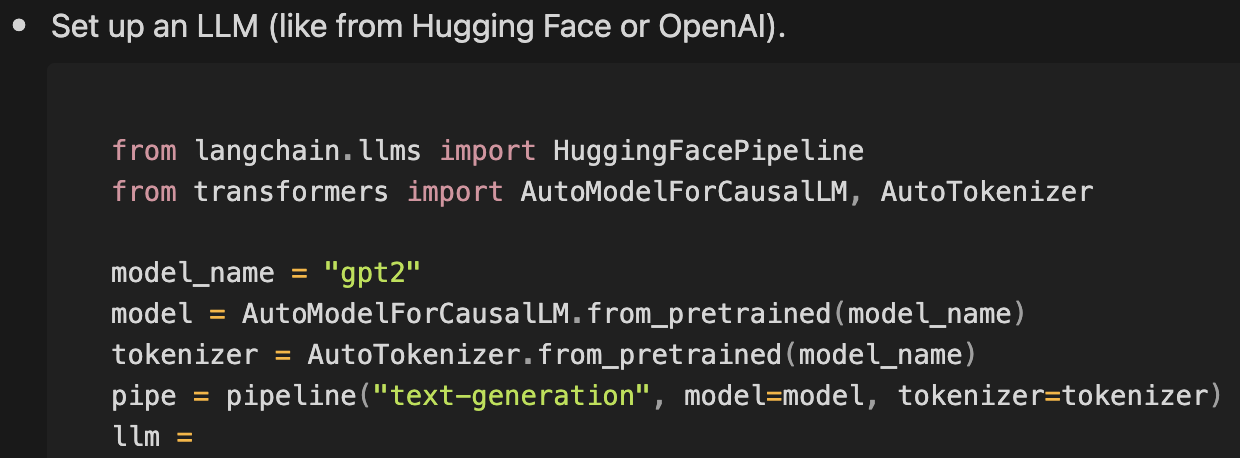 • Set up an LLM (like from Hugging Face or OpenAI).
from langchain.llms import HuggingFacePipeline
from transformers import AutoModelForCausalLM, AutoTokenizer
model_name = "gpt2"
model = AutoModelForCausalLM.from_pretrained(model_name)
tokenizer = AutoTokenizer.from_pretrained(model_name)
pipe = pipeline("text-generation", model=model, tokenizer=tokenizer)
llm =